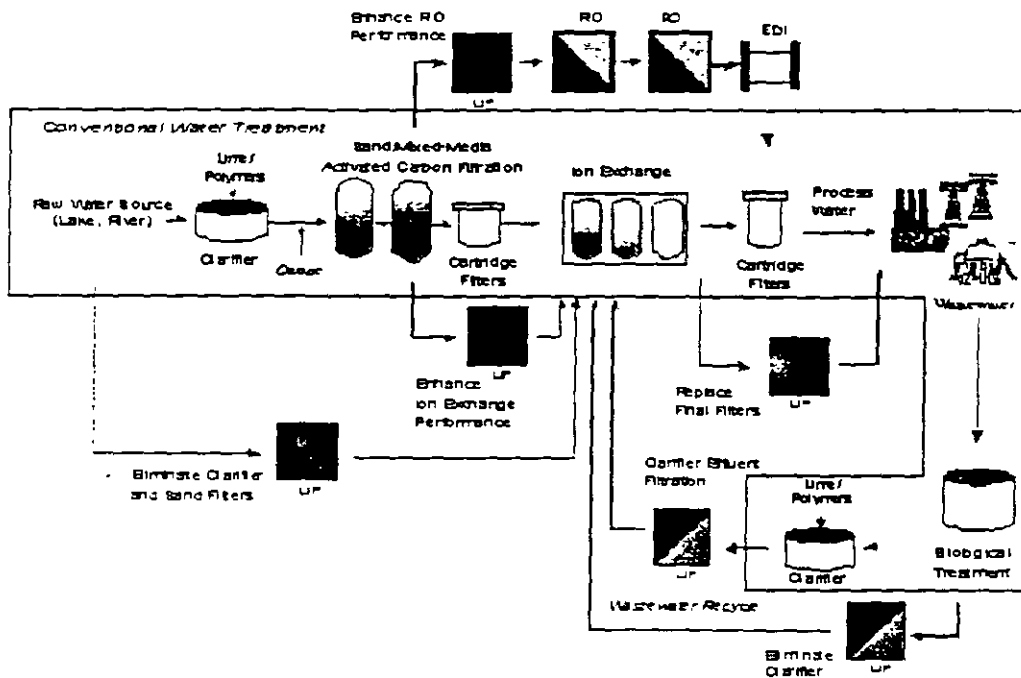 Enhance RO
Performance
RO
RO
EDI
UF
Conventional Water Treatment
Lime/
Polymers
Sand/Mixed-Media
Activated Carbon Filtration
Ion Exchange
Process
Water
Raw Water Source
(Lake, River)
Clarifier
Cartridge
Filters
Cartridge
Filters
Wastewater
UF
Enhance
Ion Exchange
Performance
UF
Replace
Final Filters
Eliminate Clarifier
and Sand Filters
UF
Clarifier Effluent
Filtration
Lime/
Polymers
UF
Clarifier
Biological
Treatment
Wastewater Recycle
Eliminate
Clarifier
UF